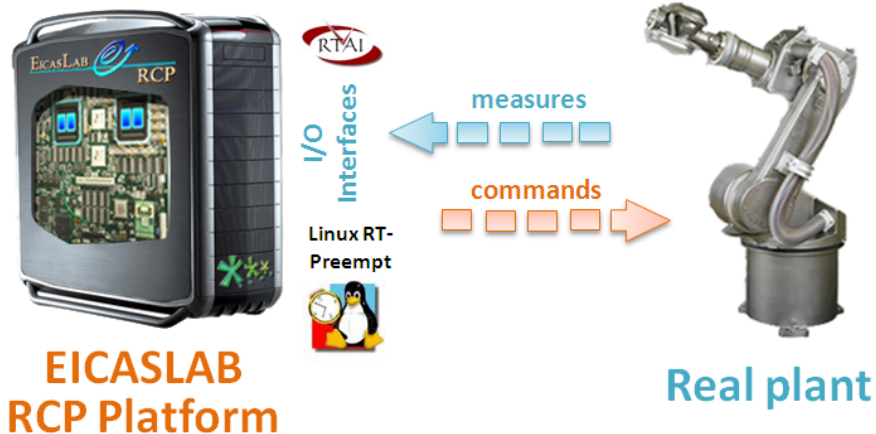 EICASLAB
RCP
RTAI
I/O
Interfaces
measures
commands
Linux RT-
Preempt
EICASLAB
RCP Platform
Real plant